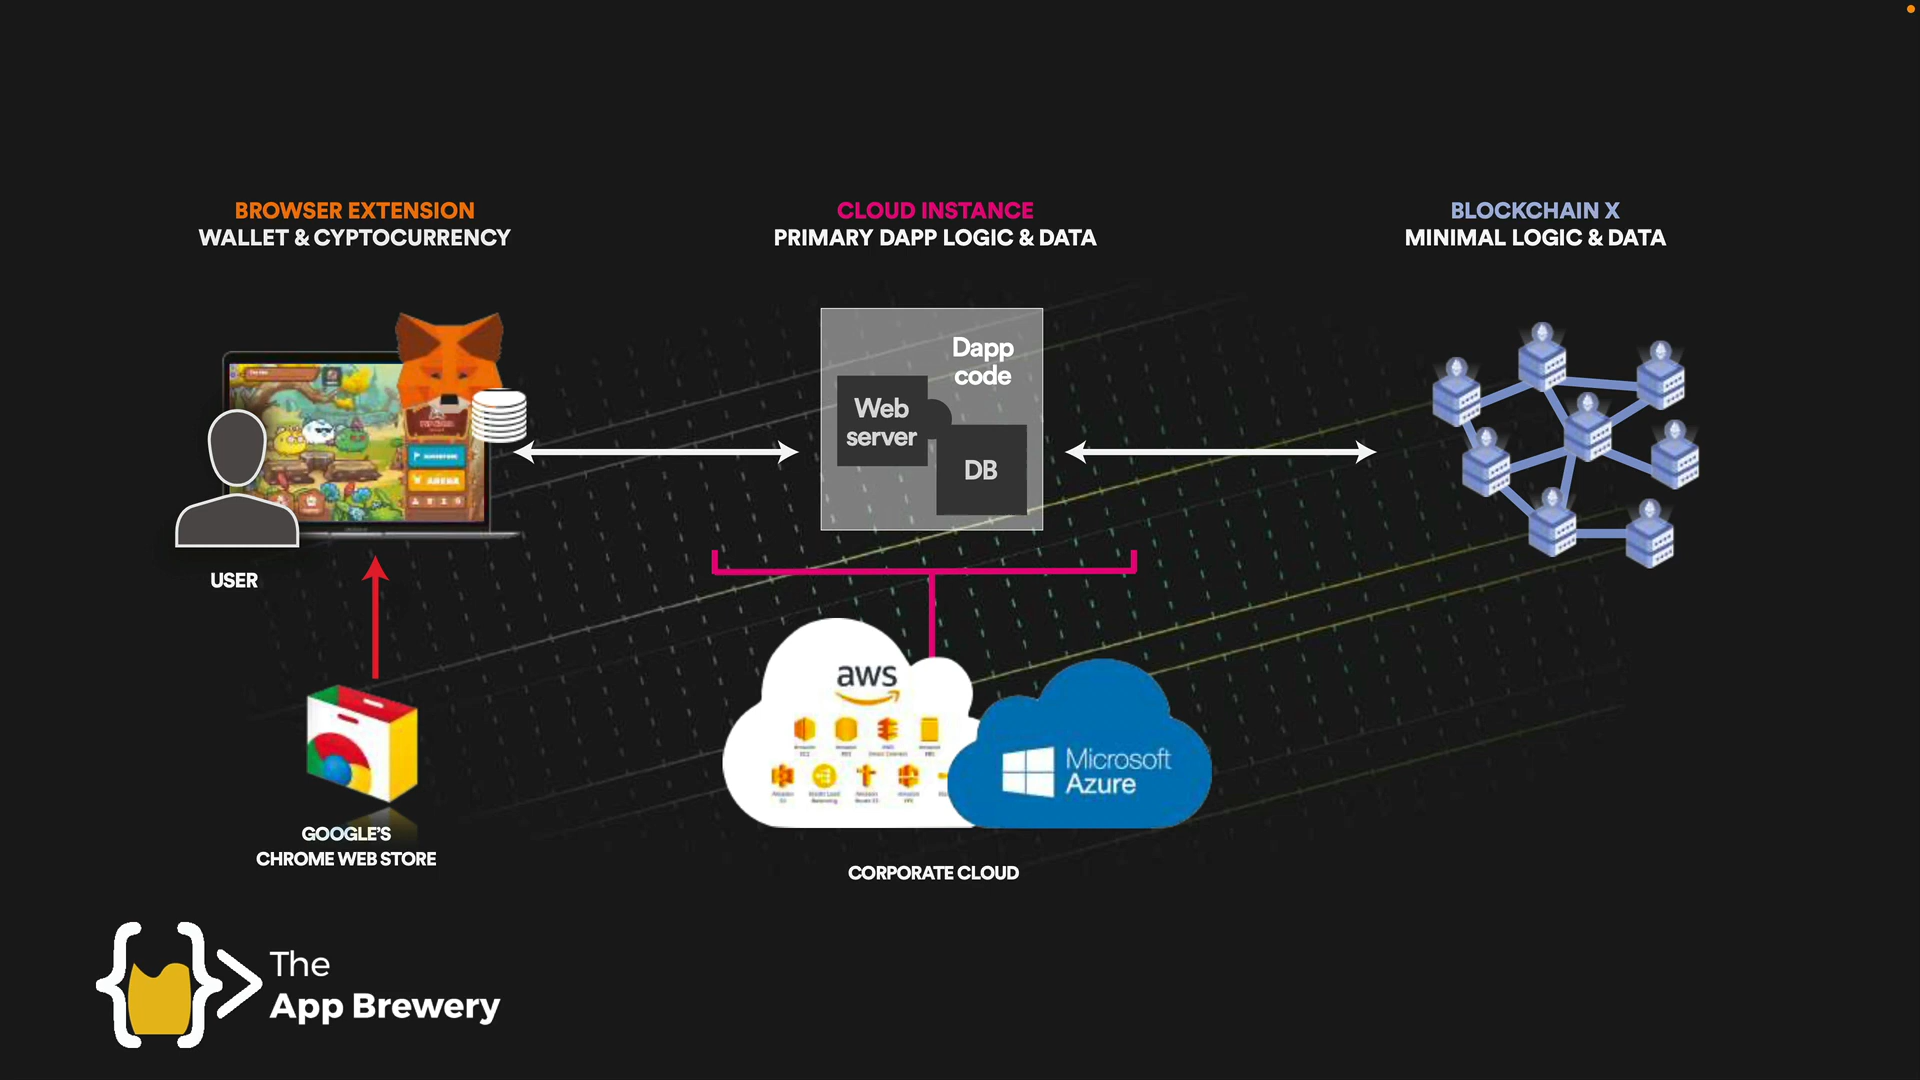 BROWSER EXTENSION
WALLET & CYPTOCURRENCY
CLOUD INSTANCE
PRIMARY DAPP LOGIC & DATA
BLOCKCHAIN X
MINIMAL LOGIC & DATA
Dapp
code
Web
server
DB
USER
aws
Microsoft
Azure
GOOGLE'S
CHROME WEB STORE
CORPORATE CLOUD
The
App Brewery